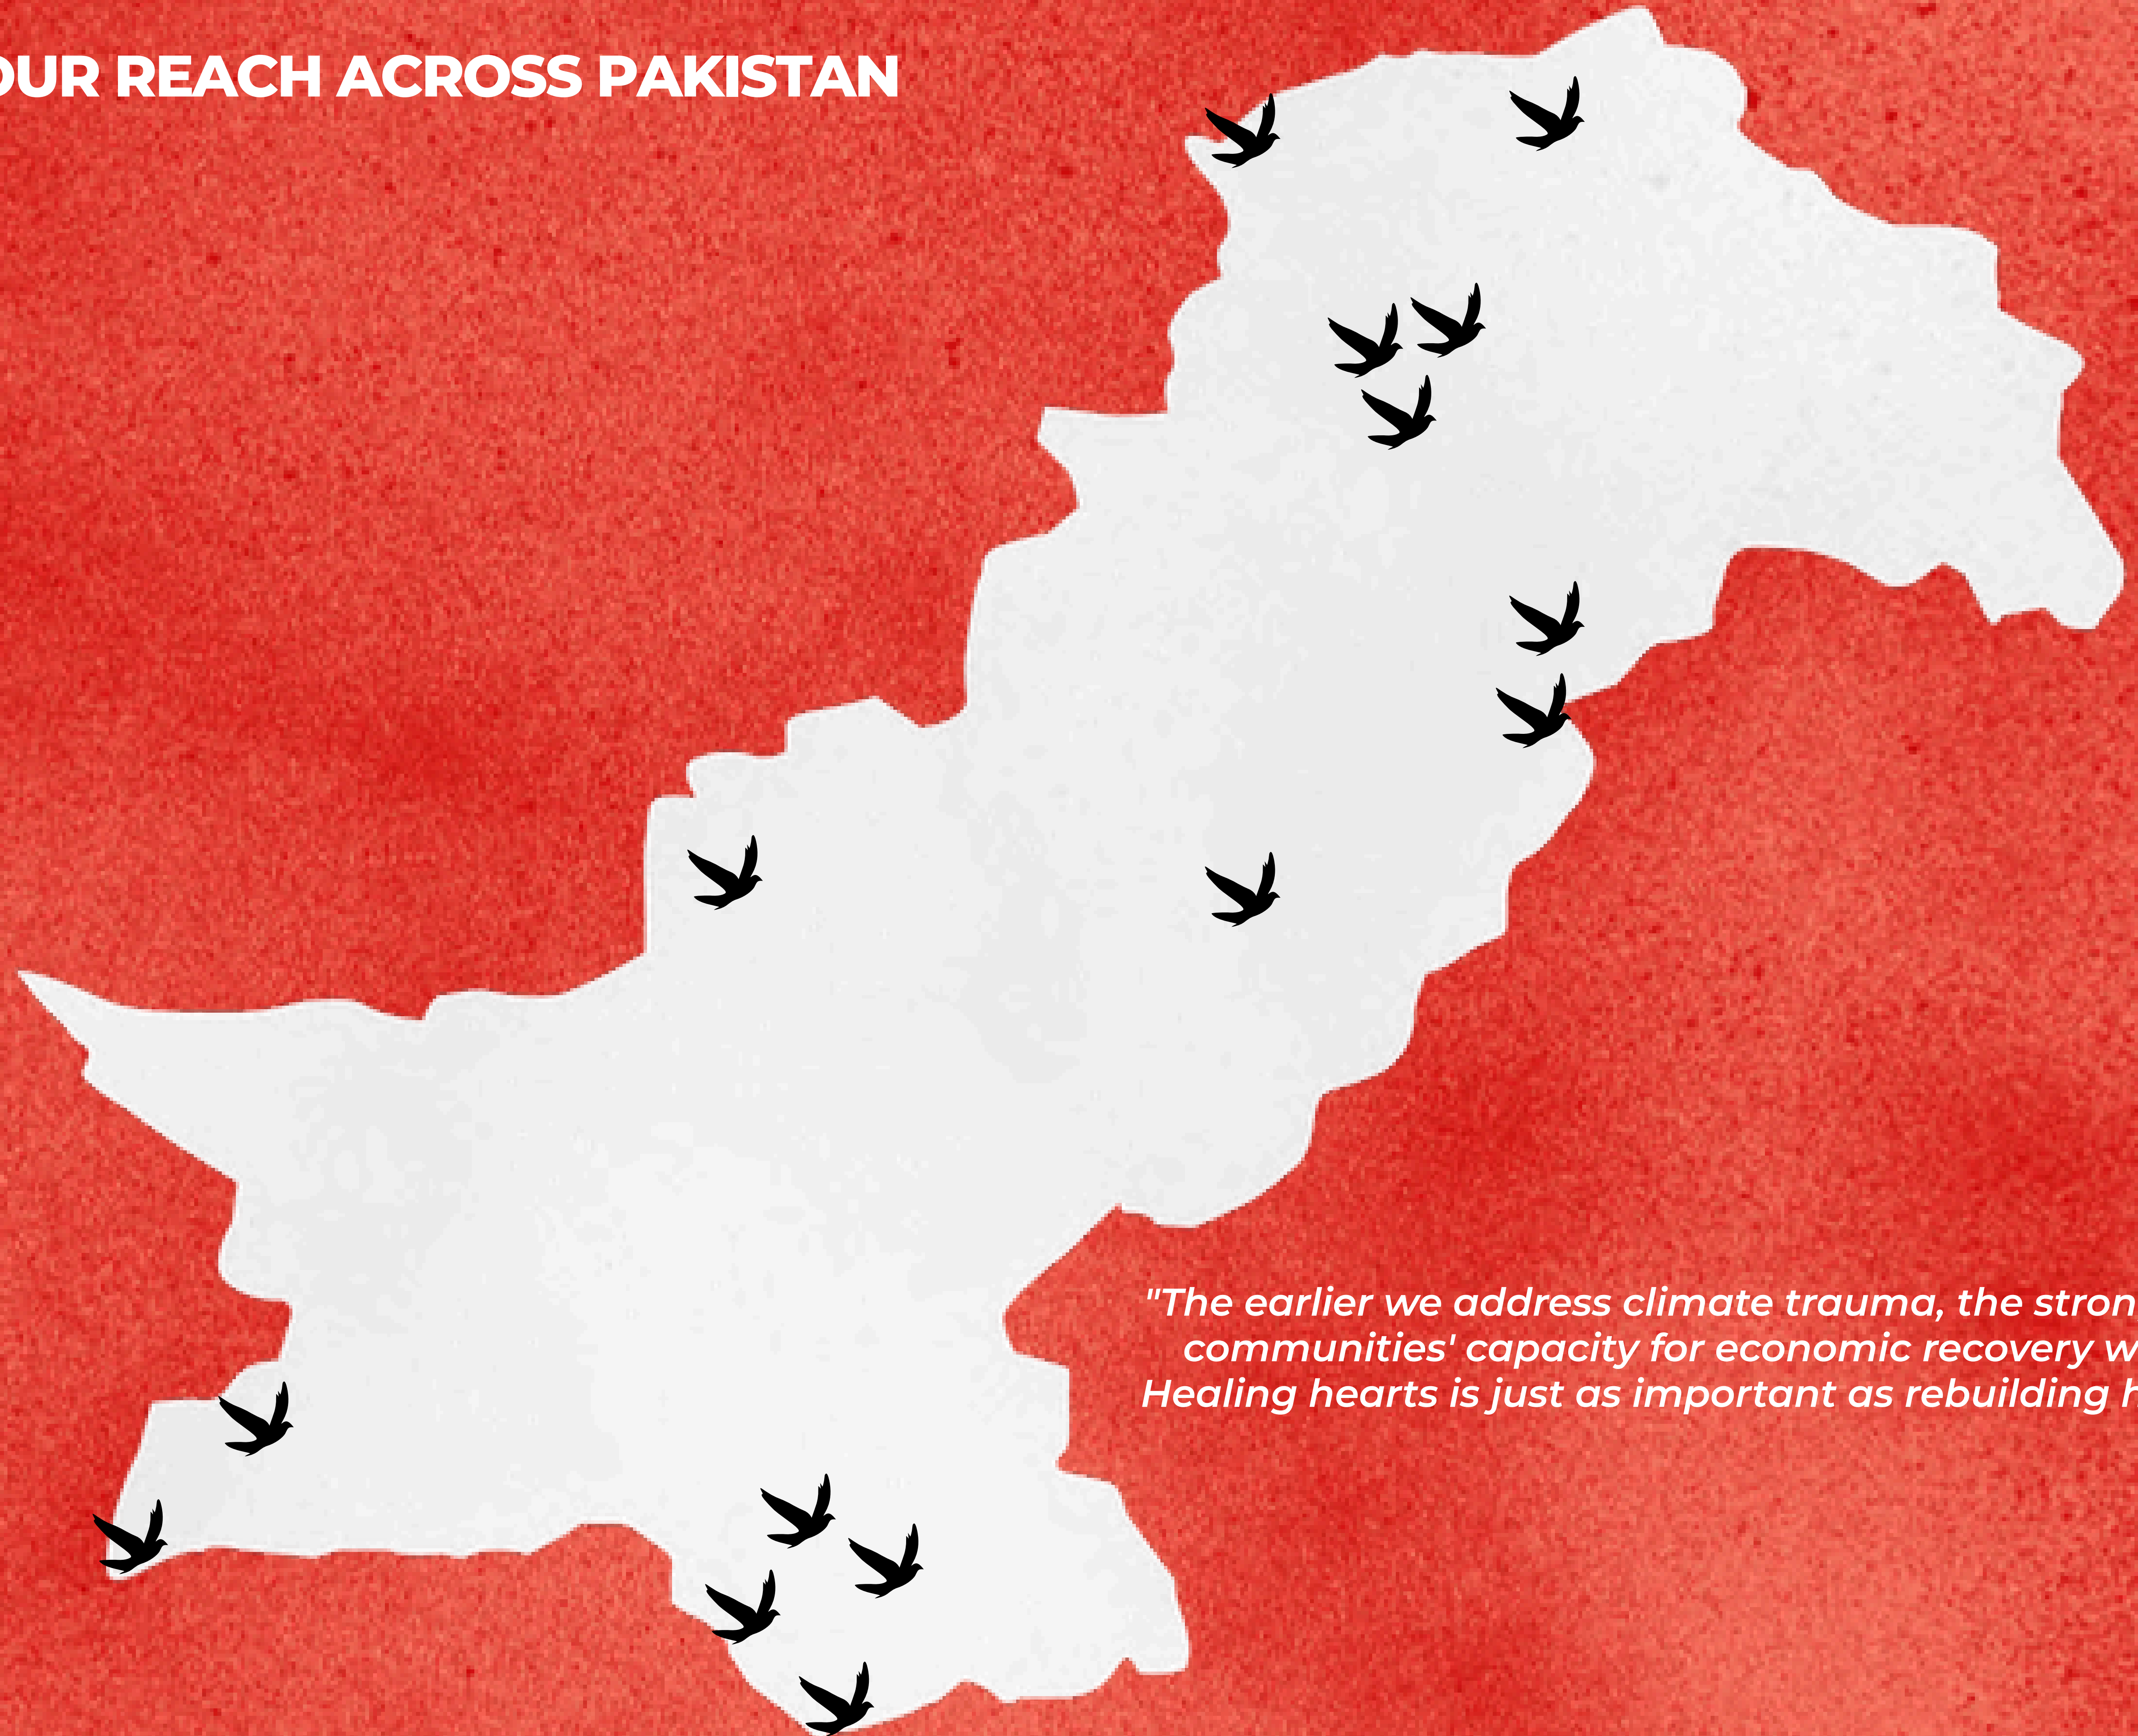 OUR REACH ACROSS PAKISTAN
"The earlier we address climate trauma, the
communities' capacity for economic recovery
Healing hearts is just as important as rebuilding